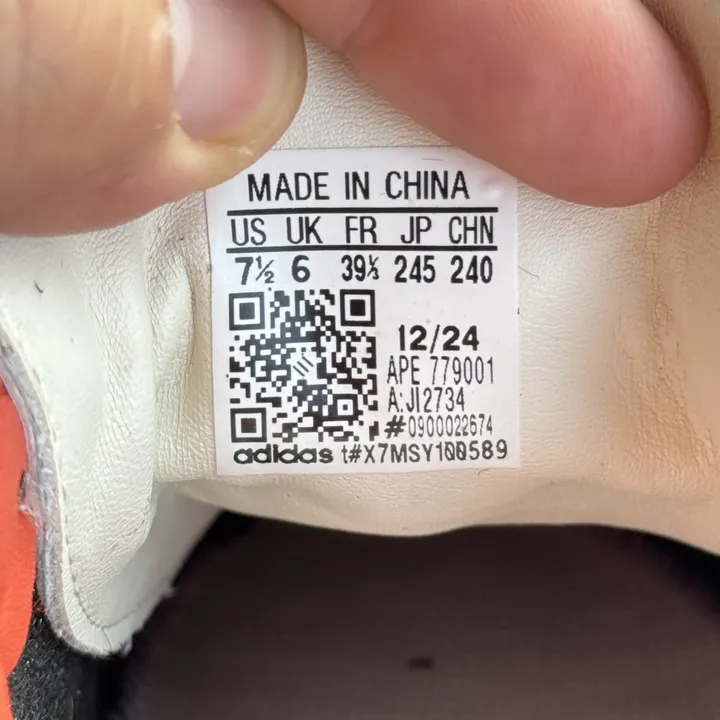 MADE IN CHINA
US UK FR JP CHN
7½ 6 39⅓ 245 240
12/24
APE 779001
A:JI2734
#0900022674
adidas t#X7MSY100589